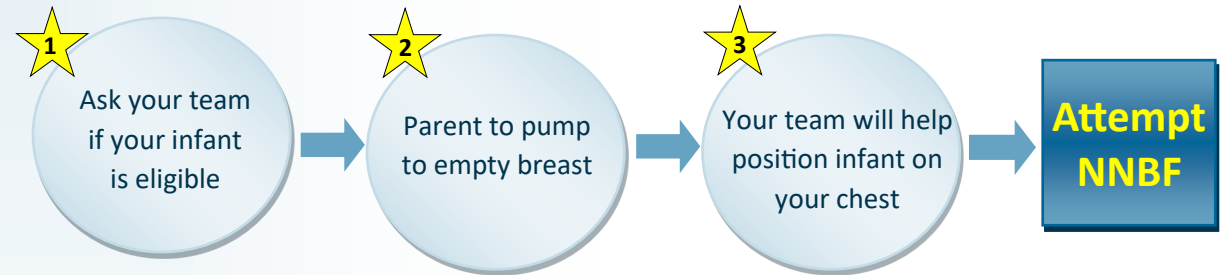 1
Ask your team
if your infant
is eligible
2
Parent to pump
to empty breast
3
Your team will help
position infant on
your chest
Attempt
NNBF